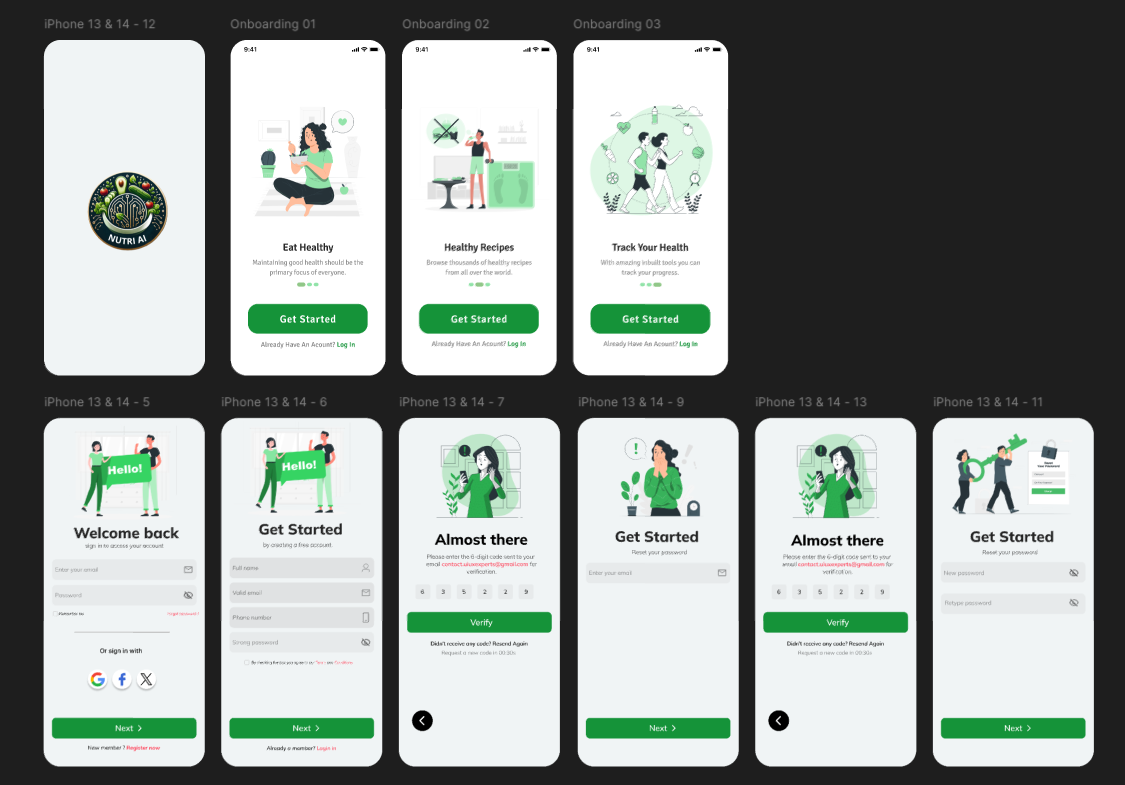 iPhone 13 & 14 - 12
Onboarding 01
Onboarding 02
Onboarding 03
NUTRI AI
9:41
Eat Healthy
Maintaining good health should be the
primary focus of everyone.
Get Started
Already Have An Acount? Log In
9:41
Healthy Recipes
Browse thousands of healthy recipes
from all over the world.
Get Started
Already Have An Acount? Log In
9:41
Track Your Health
With amazing inbuilt tools you can
track your progress.
Get Started
Already Have An Acount? Log In
iPhone 13 & 14 - 5
iPhone 13 & 14 - 6
iPhone 13 & 14 - 7
iPhone 13 & 14 - 9
iPhone 13 & 14 - 13
iPhone 13 & 14 - 11
Hello!
Welcome back
sign in to access your account
Enter your email
Password
Remember me
Forgot password?
Or sign in with
Next >
New member ? Register now
Hello!
Get Started
by creating a free account
Full name
Valid email
Phone number
Strong password
By checking the box you agree to our Terms and Conditions
Next >
Already a member? Login in
Almost there
Please enter the 6-digit code sent to your
email contact.uiuxexperts@gmail.com for
verification.
6 3 5 2 2 9
Verify
Didn't receive any code? Resend Again
Request a new code in 00:30s
Get Started
Reset your password
Enter your email
Next >
Almost there
Please enter the 6-digit code sent to your
email contact.uiuxexperts@gmail.com for
verification.
6 3 5 2 2 9
Verify
Didn't receive any code? Resend Again
Request a new code in 00:30s
Reset
Your Password
Get Started
Reset your password
New password
Retype password
Next >